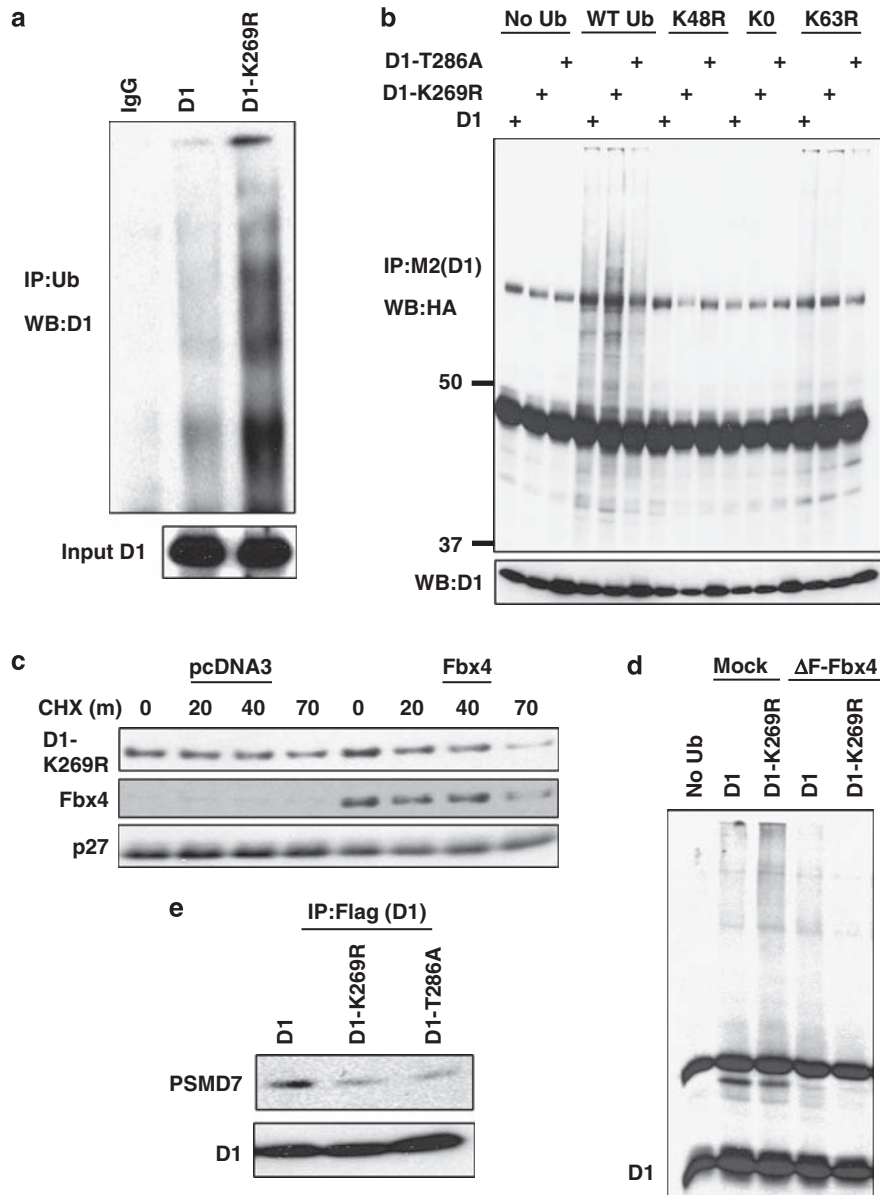 a
IgG
D1
D1-K269R
IP:Ub
WB:D1
Input D1
b
No Ub WT Ub K48R K0 K63R
D1-T286A + + + + +
D1-K269R + + + + +
D1 + + + + +
IP:M2(D1)
WB:HA
50
37
WB:D1
c
pcDNA3 Fbx4
CHX (m) 0 20 40 70 0 20 40 70
D1-
K269R
Fbx4
p27
d
Mock ΔF-Fbx4
No Ub
D1
D1-K269R
D1
D1-K269R
D1
e
IP:Flag (D1)
D1
D1-K269R
D1-T286A
PSMD7
D1